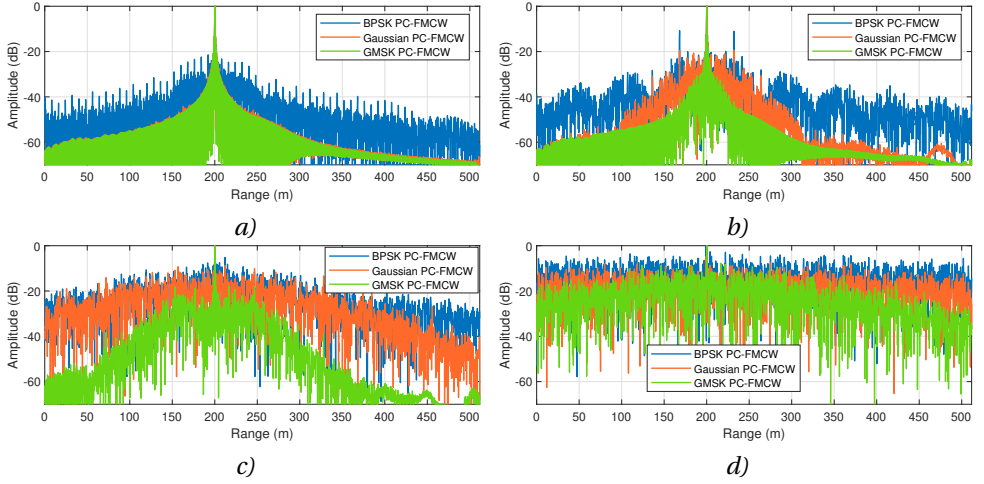 0
-20
-40
-60
Amplitude (dB)
BPSK PC-FMCW
Gaussian PC-FMCW
GMSK PC-FMCW
0 50 100 150 200 250 300 350 400 450 500
Range (m)
a)
0
-20
-40
-60
Amplitude (dB)
BPSK PC-FMCW
Gaussian PC-FMCW
GMSK PC-FMCW
0 50 100 150 200 250 300 350 400 450 500
Range (m)
b)
0
-20
-40
-60
Amplitude (dB)
BPSK PC-FMCW
Gaussian PC-FMCW
GMSK PC-FMCW
0 50 100 150 200 250 300 350 400 450 500
Range (m)
c)
0
-20
-40
-60
Amplitude (dB)
BPSK PC-FMCW
Gaussian PC-FMCW
GMSK PC-FMCW
0 50 100 150 200 250 300 350 400 450 500
Range (m)
d)